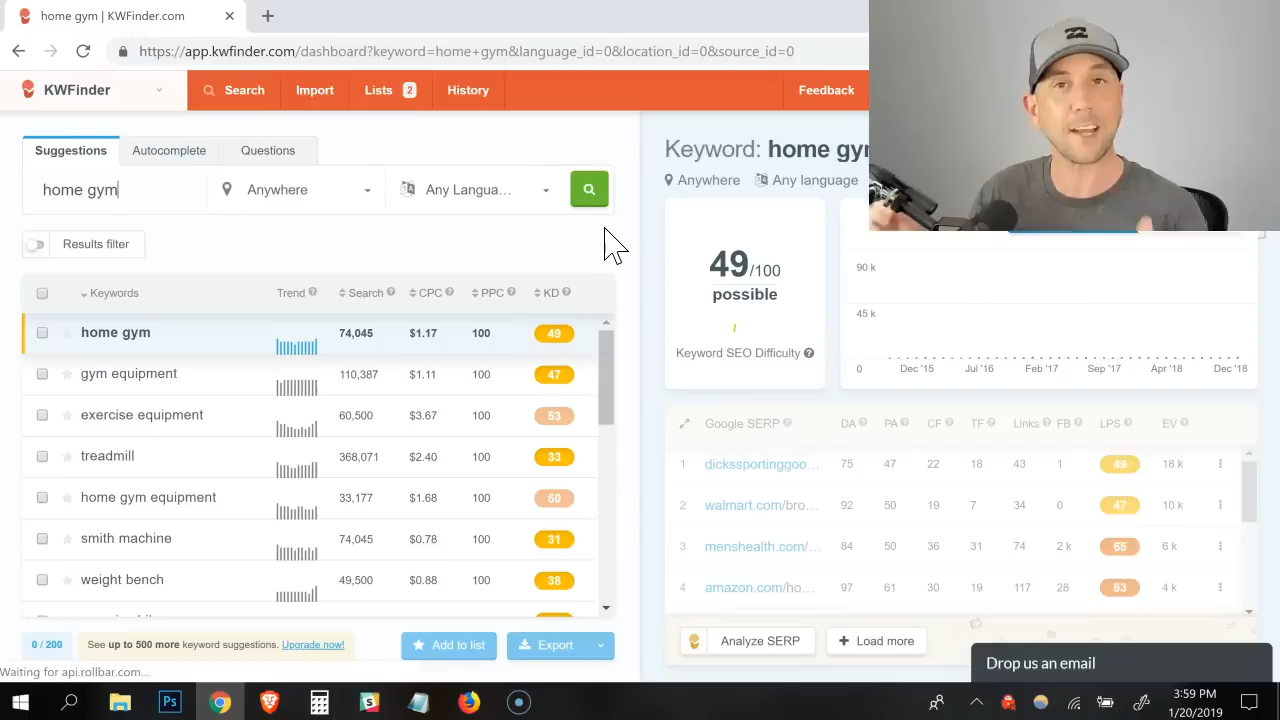 home gym | KWFinder.com
https://app.kwfinder.com/dashboard?keyword=home+gym&language_id=0&location_id=0&source_id=0
KWFinder Search Import Lists 2 History Feedback
Suggestions Autocomplete Questions
home gym Anywhere Any Langua...
Results filter
Keywords Trend Search CPC PPC KD
home gym 74,045 $1.17 100 49
gym equipment 110,387 $1.11 100 47
exercise equipment 60,500 $3.67 100 53
treadmill 368,071 $2.40 100 33
home gym equipment 33,177 $1.68 100 50
smith machine 74,045 $0.78 100 31
weight bench 49,500 $0.88 100 38
0 / 200 See up to 500 more keyword suggestions. Upgrade now! Add to list Export
Waiting for api.rollbar.com...
Keyword: home gy
Anywhere Any language
49/100
possible
Keyword SEO Difficulty
90 k
45 k
0 Dec '15 Jul '16 Feb '17 Sep '17 Apr '18 Dec '18
Google SERP DA PA CF TF Links FB LPS EV
1 dickssportinggoo... 75 47 22 18 43 1 49 18 k
2 walmart.com/bro... 92 50 19 7 34 0 47 10 k
3 menshealth.com/... 84 50 36 31 74 2 k 65 6 k
4 amazon.com/ho... 97 61 30 19 117 28 63 4 k
Analyze SERP Load more
Drop us an email
Ps
3:59 PM
1/20/2019